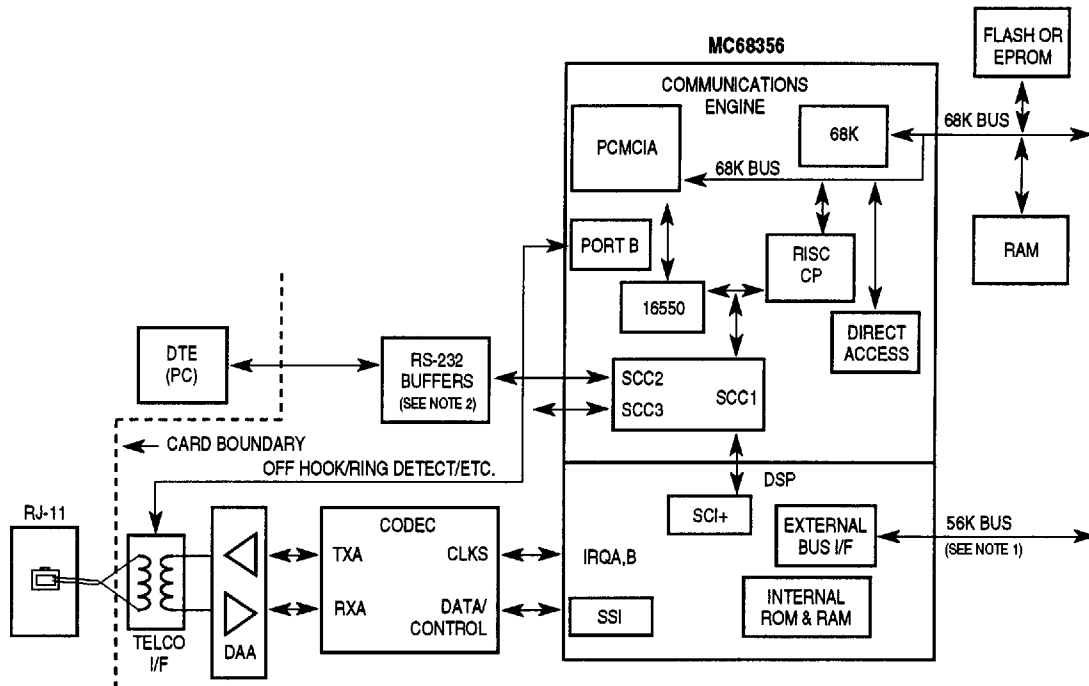 MC68356
FLASH OR
EPROM
COMMUNICATIONS
ENGINE
PCMCIA
68K
68K BUS
68K BUS
PORT B
RISC
CP
RAM
16550
DIRECT
ACCESS
DTE
(PC)
RS-232
BUFFERS
(SEE NOTE 2)
SCC2
SCC3
SCC1
CARD BOUNDARY
OFF HOOK/RING DETECT/ETC.
DSP
RJ-11
SCI+
CODEC
TXA
CLKS
RXA
DATA/
CONTROL
IRQA,B
SSI
EXTERNAL
BUS I/F
56K BUS
(SEE NOTE 1)
INTERNAL
ROM & RAM
TELCO
I/F
DAA